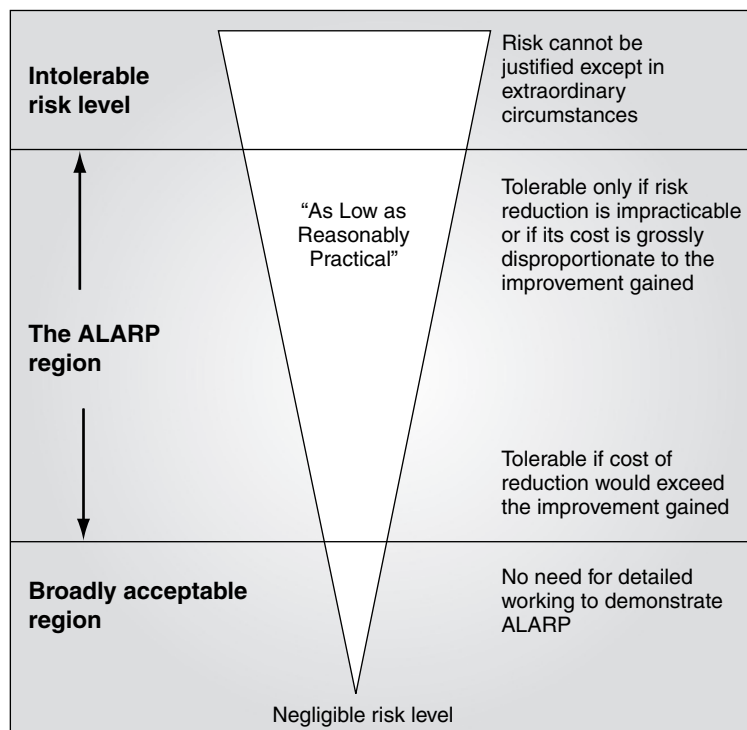 Intolerable
risk level
Risk cannot be
justified except in
extraordinary
circumstances
“As Low as
Reasonably
Practical”
Tolerable only if risk
reduction is impracticable
or if its cost is grossly
disproportionate to the
improvement gained
The ALARP
region
Tolerable if cost of
reduction would exceed
the improvement gained
Broadly acceptable
region
No need for detailed
working to demonstrate
ALARP
Negligible risk level